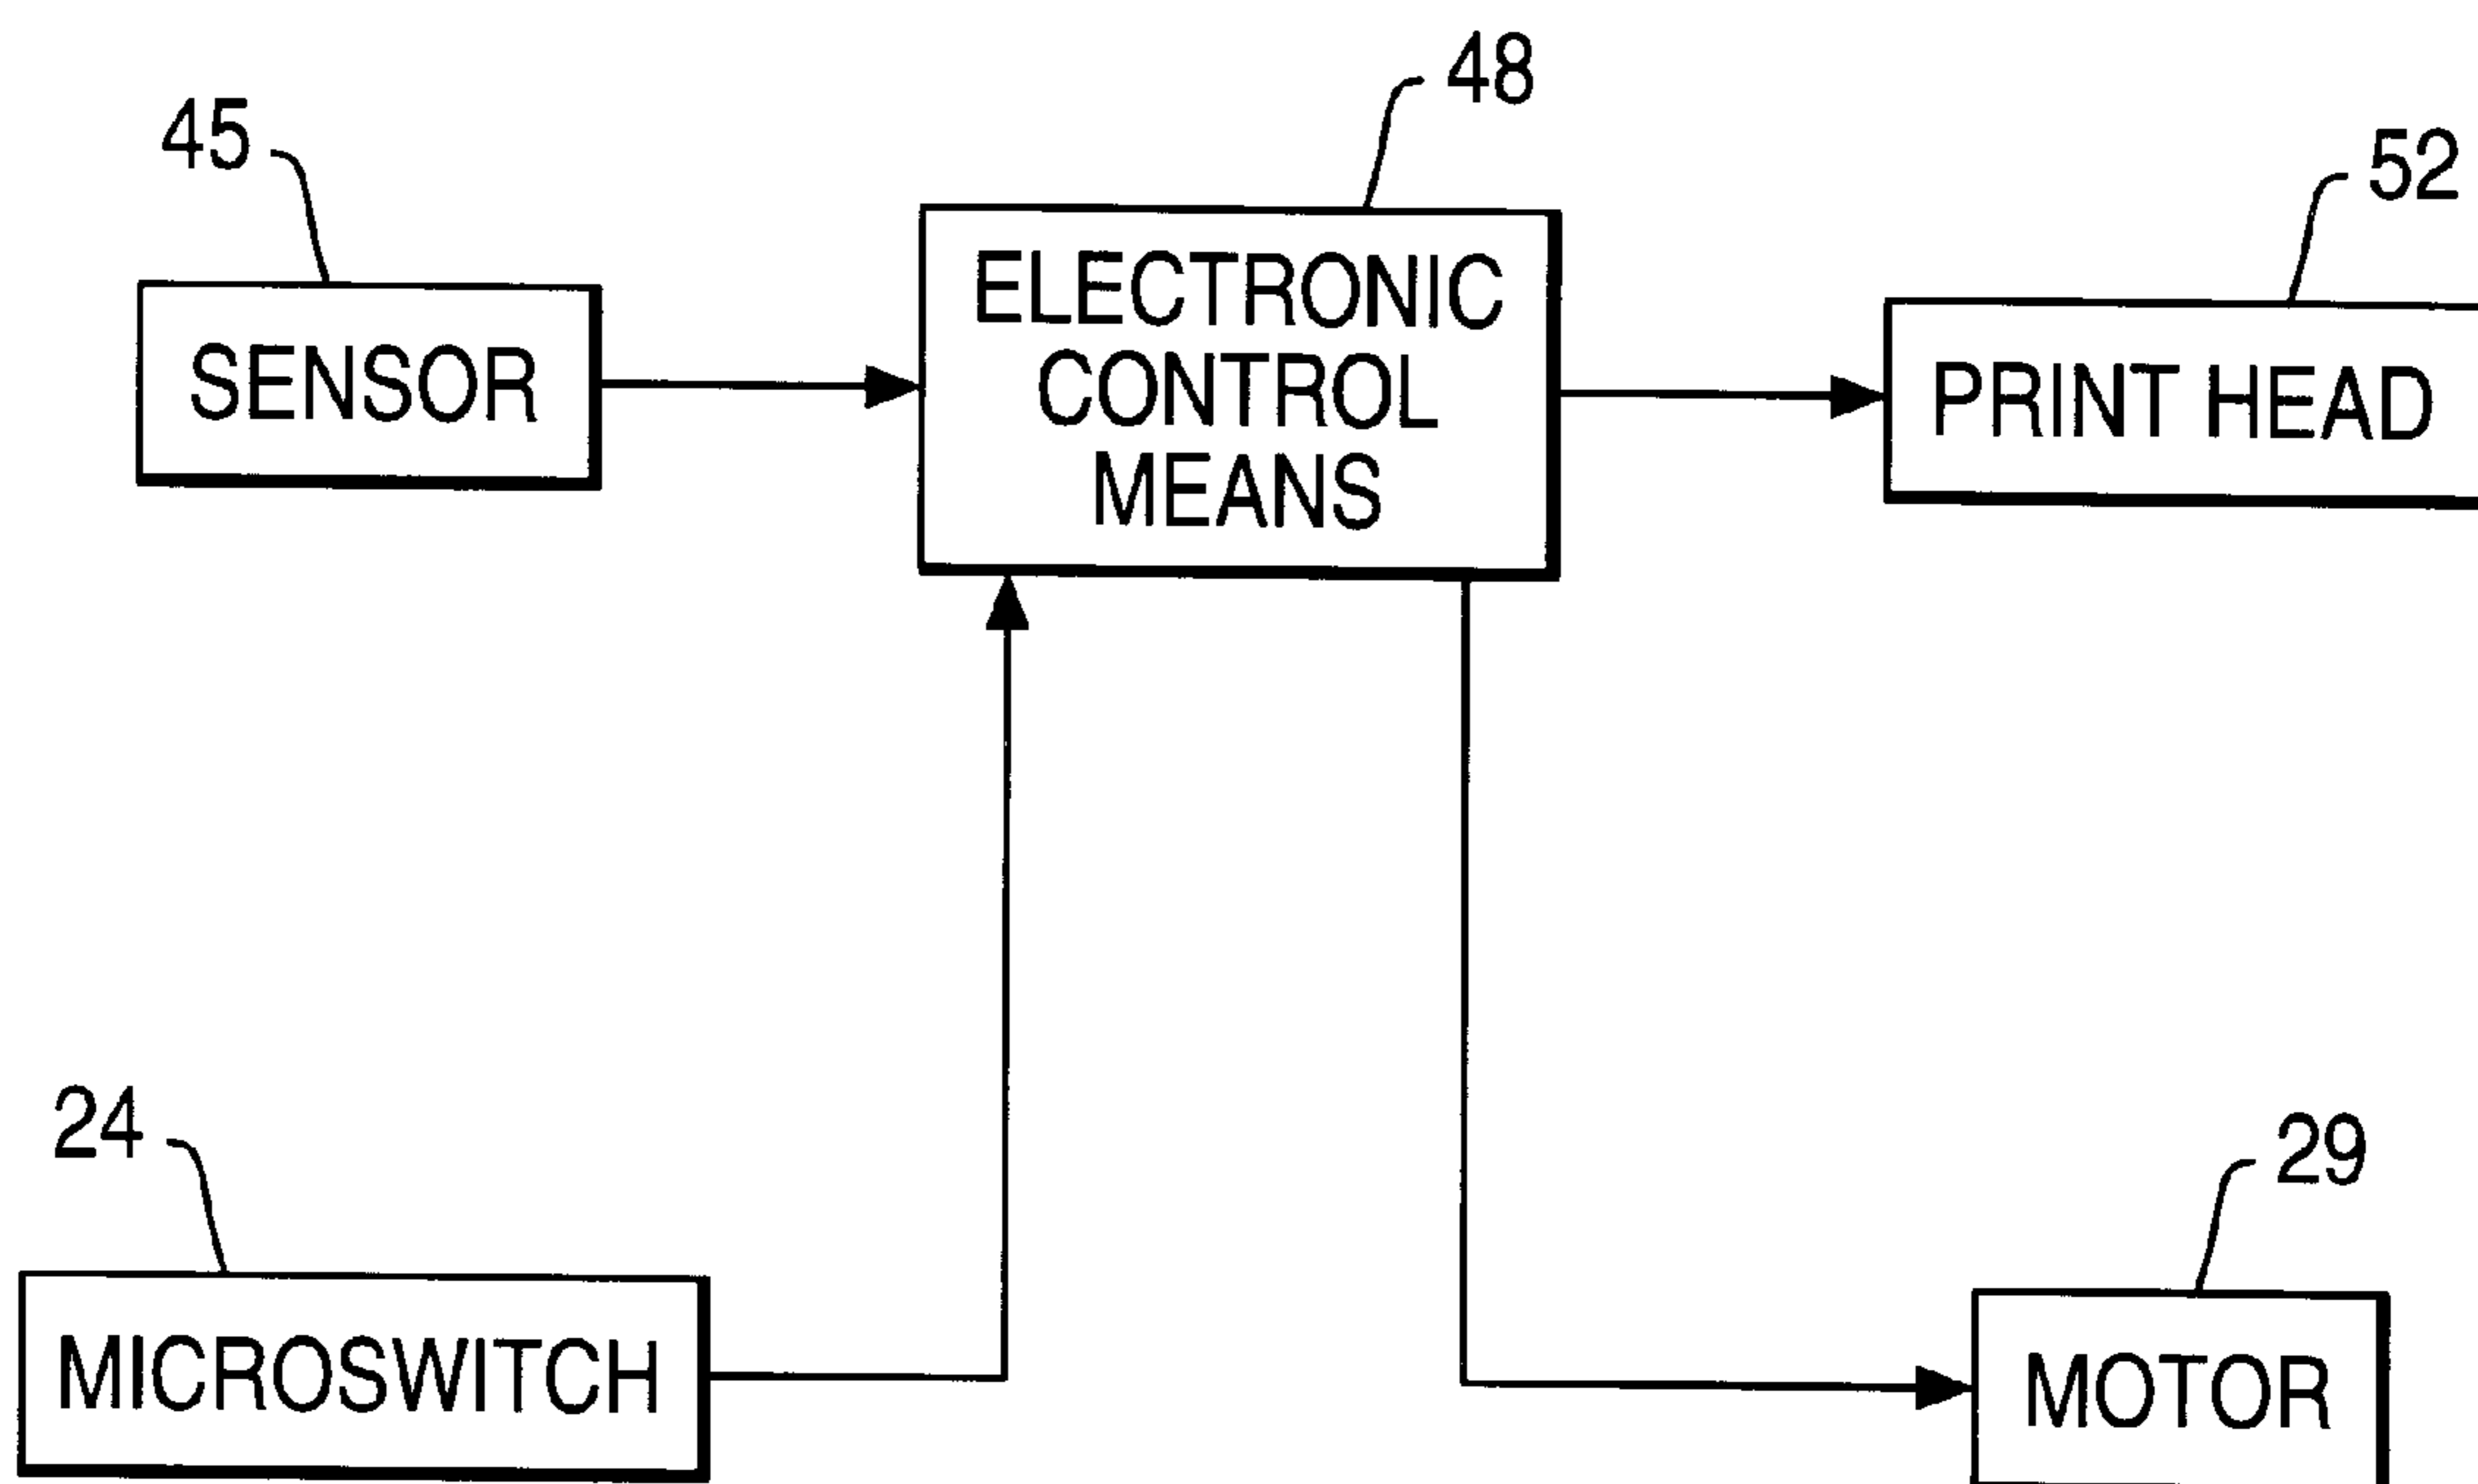 48
45
52
SENSOR
ELECTRONIC
CONTROL
MEANS
PRINT HEAD
24
29
MICROSWITCH
MOTOR